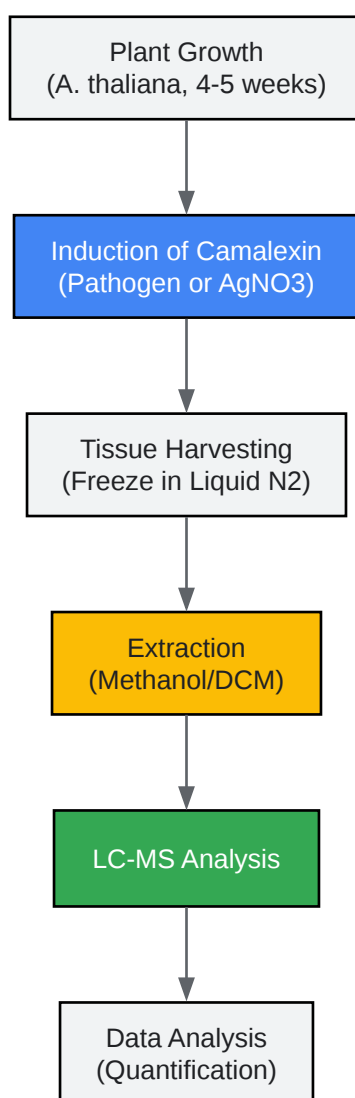 Plant Growth
(A. thaliana, 4-5 weeks)
Induction of Camalexin
(Pathogen or AgNO3)
Tissue Harvesting
(Freeze in Liquid N2)
Extraction
(Methanol/DCM)
LC-MS Analysis
Data Analysis
(Quantification)